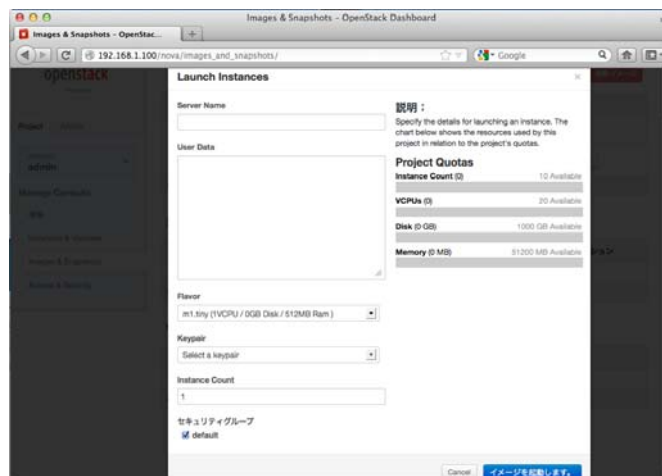 Images & Snapshots - OpenStack Dashboard
Images & Snapshots - OpenStac...
192.168.1.100/nova/images_and_snapshots/
Google
openstack
Launch Instances
Server Name
User Data
Flavor
m1.tiny (1VCPU / 0GB Disk / 512MB Ram )
Keypair
Select a keypair
Instance Count
1
セキュリティグループ
default
説明：
Specify the details for launching an instance. The
chart below shows the resources used by this
project in relation to the project's quotas.
Project Quotas
Instance Count (0) 10 Available
VCPUs (0) 20 Available
Disk (0 GB) 1000 GB Available
Memory (0 MB) 51200 MB Available
Project
admin
Images & Snapshots
Cancel
イメージを起動します。